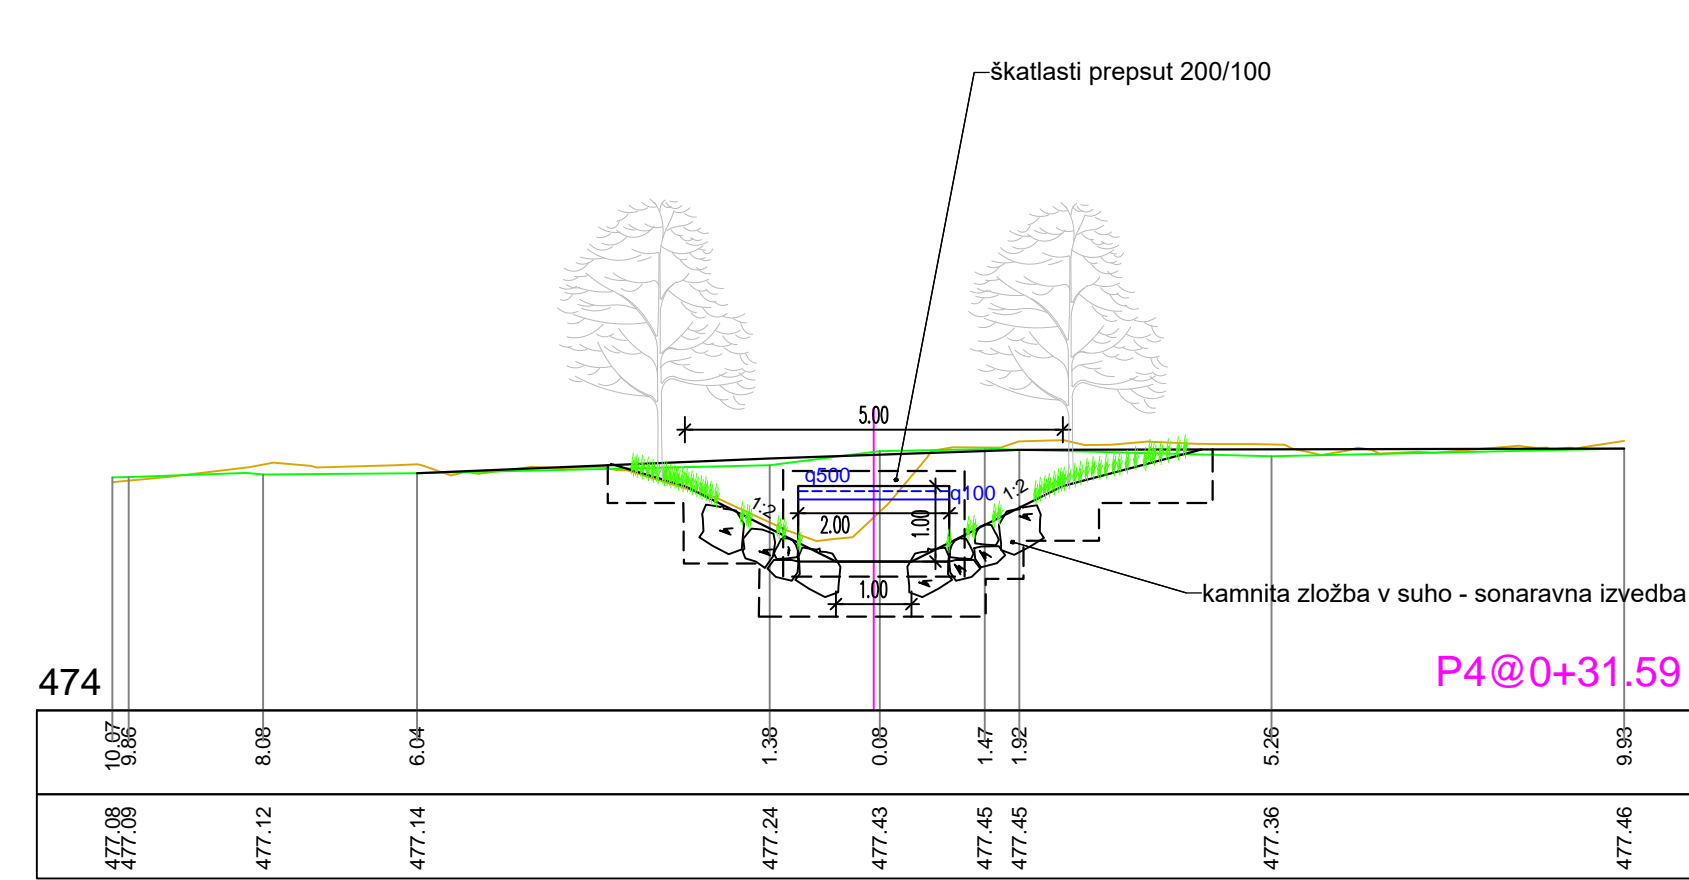 škatlasti prepsut 200/100
5.00
q500
q100
1:2
1:2
2.00
1.00
1.00
kamnita zložba v suho - sonaravna izvedba
474
P4@0+31.59
10.07 9.86 8.08 6.04 1.38 0.08 1.47 1.92 5.26 9.93
477.08 477.09 477.12 477.14 477.24 477.43 477.45 477.45 477.36 477.46